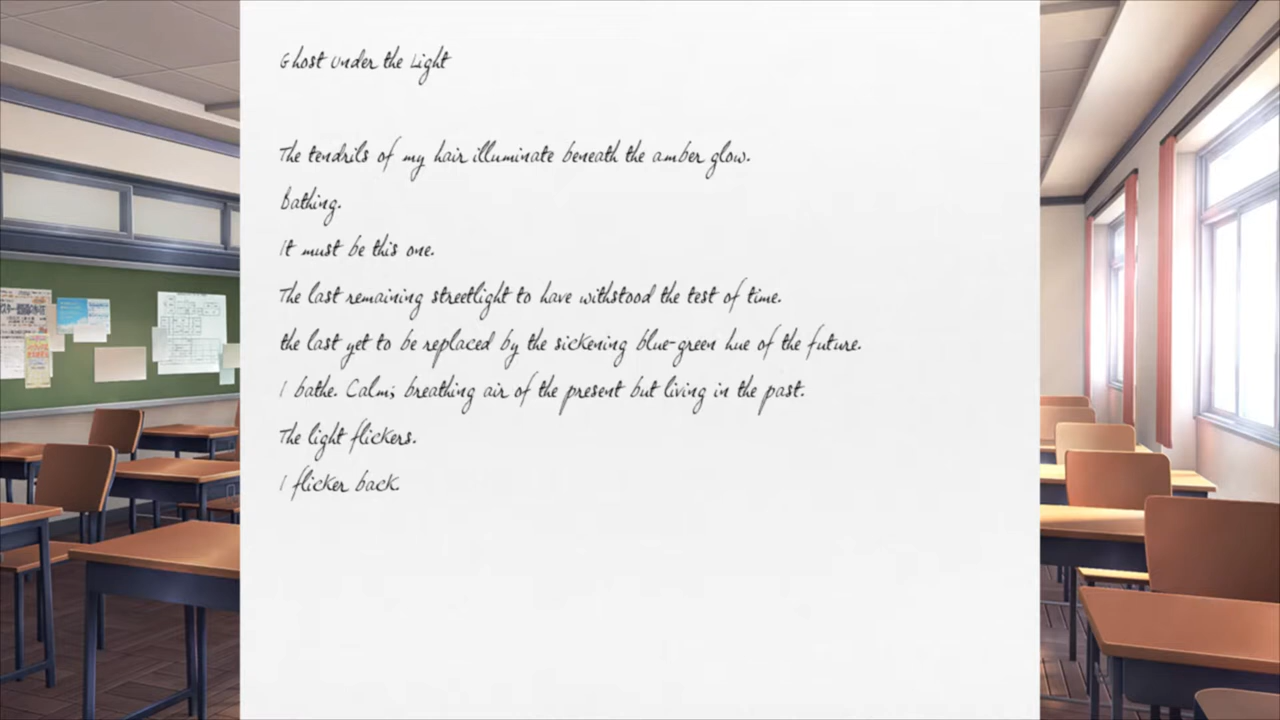 Ghost Under the Light
The tendrils of my hair illuminate beneath the amber glow.
Bathing.
It must be this one.
The last remaining streetlight to have withstood the test of time.
the last yet to be replaced by the sickening blue-green hue of the future.
I bathe. Calm; breathing air of the present but living in the past.
The light flickers.
I flicker back.